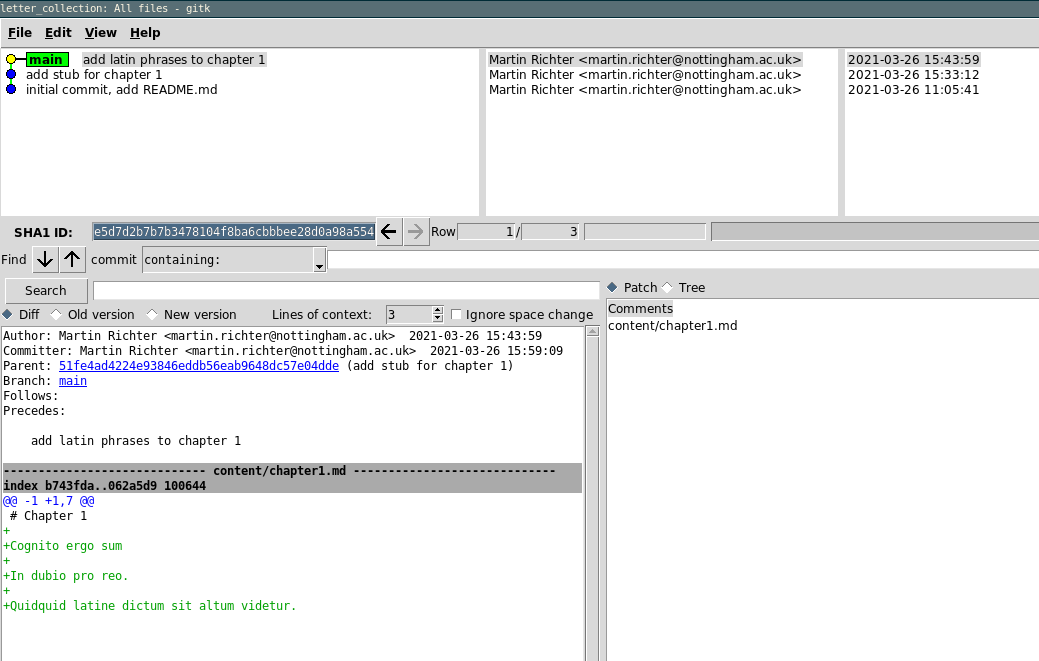 letter_collection: All files - gitk
File Edit View Help
main add latin phrases to chapter 1 Martin Richter <martin.richter@nottingham.ac.uk> 2021-03-26 15:43:59
add stub for chapter 1 Martin Richter <martin.richter@nottingham.ac.uk> 2021-03-26 15:33:12
initial commit, add README.md Martin Richter <martin.richter@nottingham.ac.uk> 2021-03-26 11:05:41
SHA1 ID: e5d7d2b7b7b3478104f8ba6cbbbee28d0a98a554 Row 1 / 3
Find commit containing:
Search
Patch Tree
Diff Old version New version Lines of context: 3 Ignore space change
Comments
content/chapter1.md
Author: Martin Richter <martin.richter@nottingham.ac.uk>  2021-03-26 15:43:59
Committer: Martin Richter <martin.richter@nottingham.ac.uk>  2021-03-26 15:59:09
Parent: 51fe4ad4224e93846eddb56eab9648dc57e04dde (add stub for chapter 1)
Branch: main
Follows:
Precedes:
add latin phrases to chapter 1
----------------------------- content/chapter1.md -----------------------------
index b743fda..062a5d9 100644
@@ -1 +1,7 @@
# Chapter 1
+
+Cognito ergo sum
+
+In dubio pro reo.
+
+Quidquid latine dictum sit altum videtur.